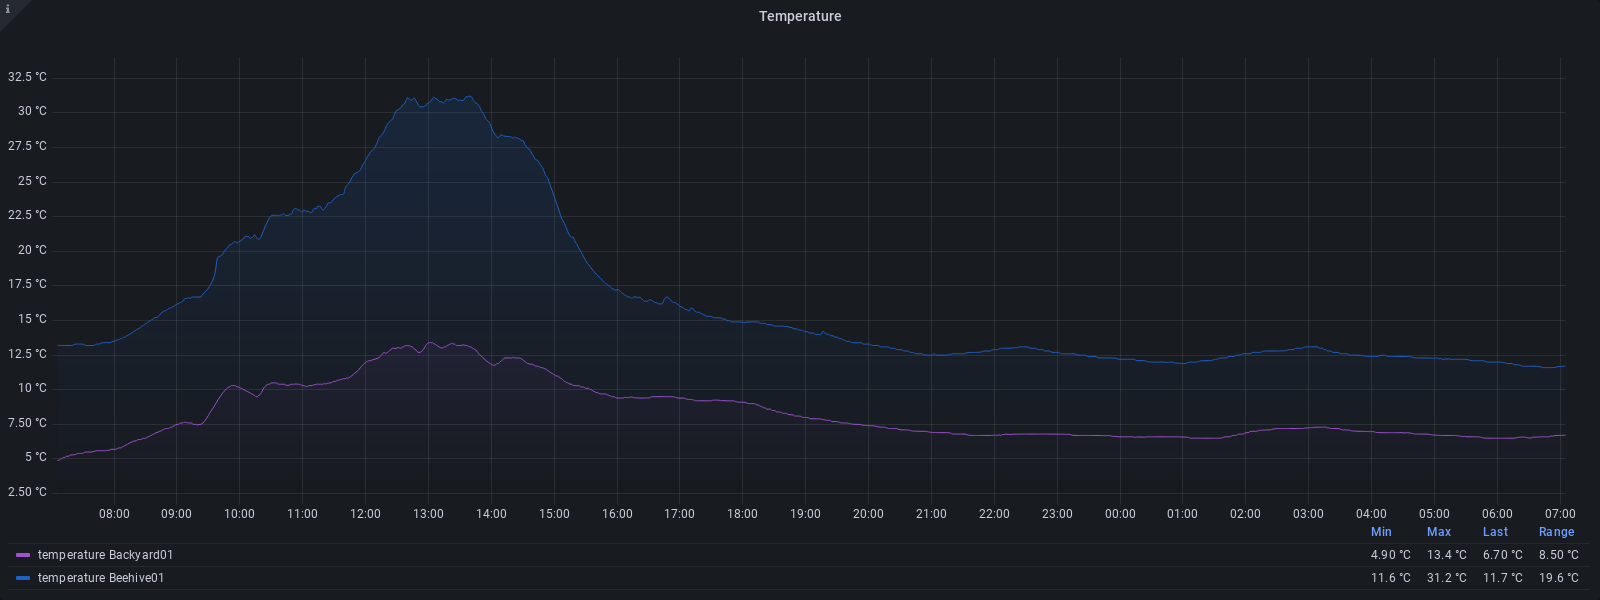 i
Temperature
32.5 °C
30 °C
27.5 °C
25 °C
22.5 °C
20 °C
17.5 °C
15 °C
12.5 °C
10 °C
7.50 °C
5 °C
2.50 °C
08:00 09:00 10:00 11:00 12:00 13:00 14:00 15:00 16:00 17:00 18:00 19:00 20:00 21:00 22:00 23:00 00:00 01:00 02:00 03:00 04:00 05:00 06:00 07:00
Min Max Last Range
temperature Backyard01 4.90 °C 13.4 °C 6.70 °C 8.50 °C
temperature Beehive01 11.6 °C 31.2 °C 11.7 °C 19.6 °C